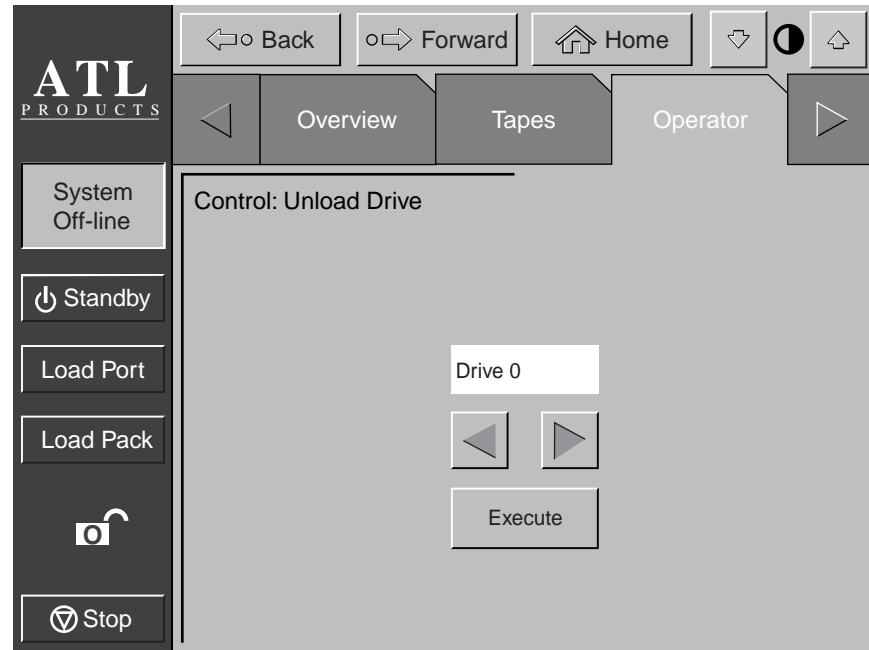 Back
Forward
Home
ATL
PRODUCTS
Overview
Tapes
Operator
System
Off-line
Control: Unload Drive
Standby
Load Port
Drive 0
Load Pack
Execute
O
Stop